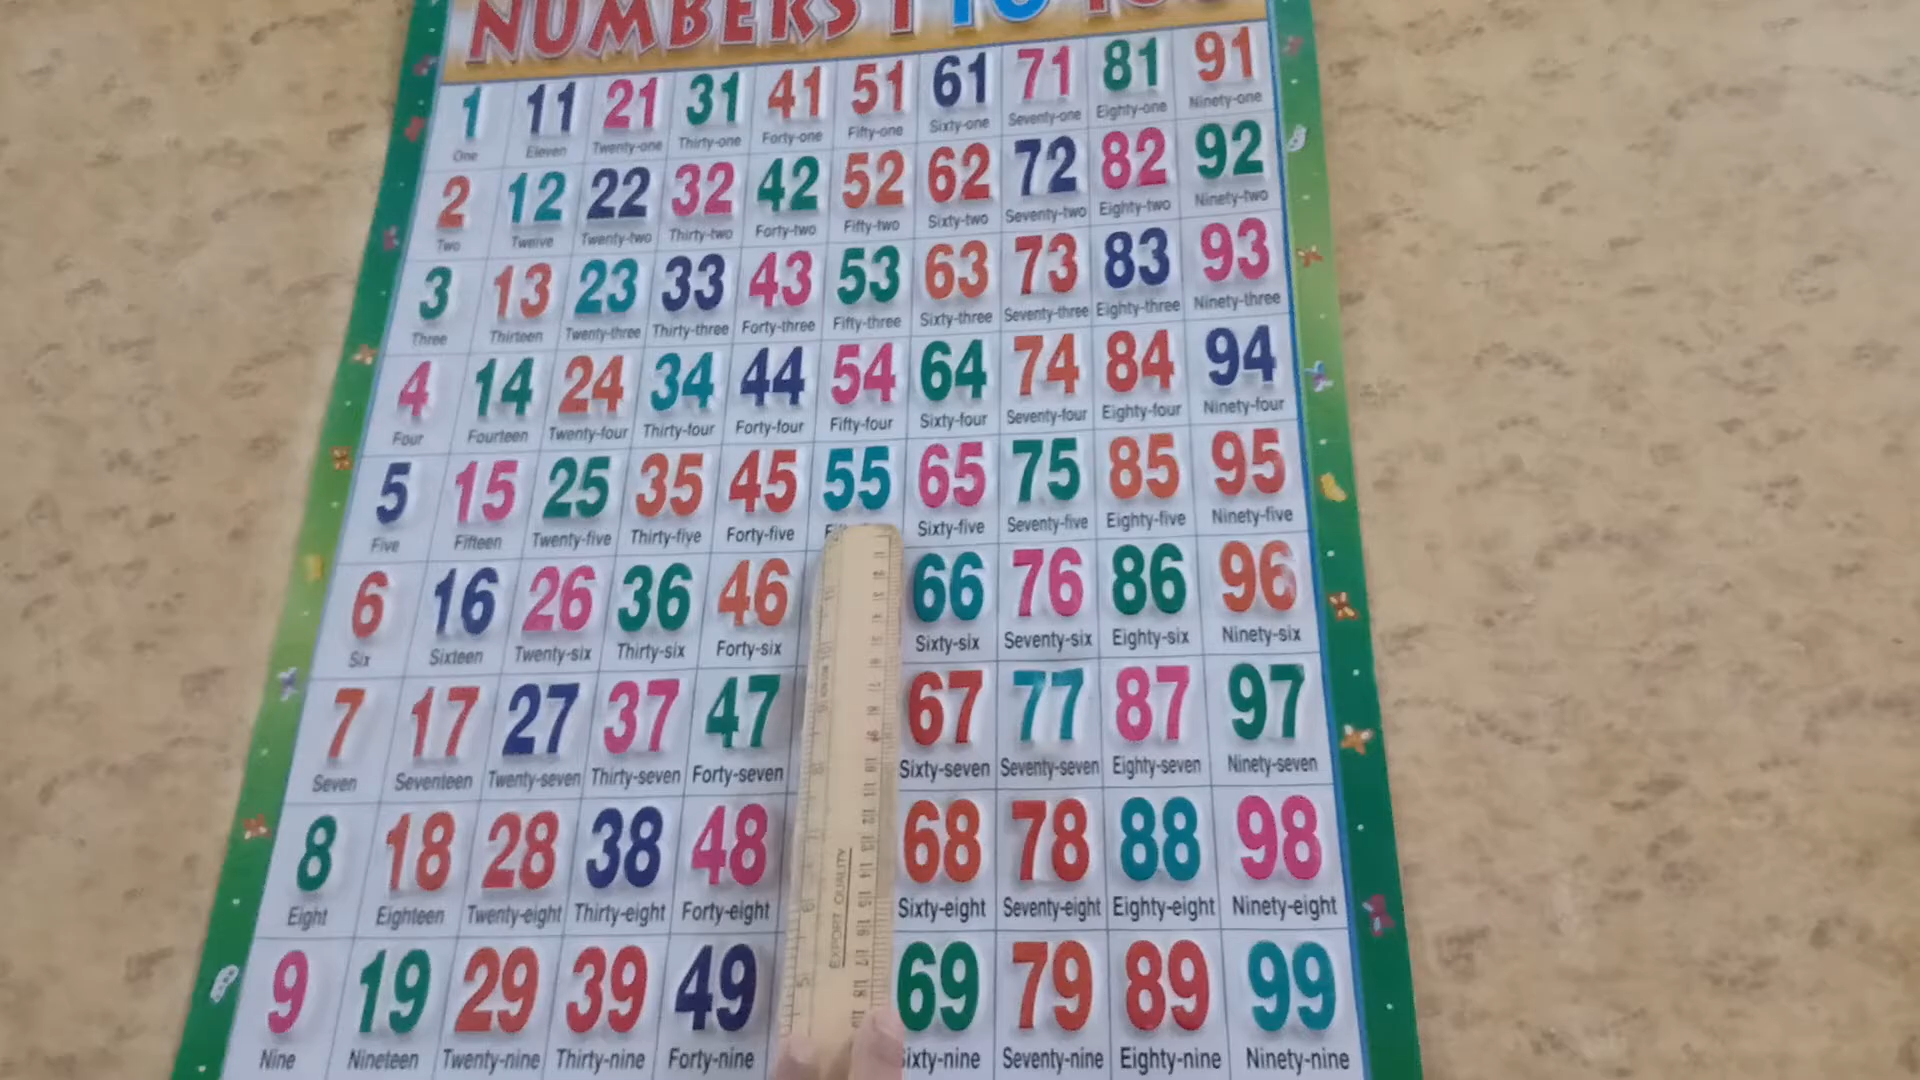 NUMBERS 1 TO
1 11 21 31 41 51 61 71 81 91
One Eleven Twenty-one Thirty-one Forty-one Fifty-one Sixty-one Seventy-one Eighty-one Ninety-one
2 12 22 32 42 52 62 72 82 92
Two Twelve Twenty-two Thirty-two Forty-two Fifty-two Sixty-two Seventy-two Eighty-two Ninety-two
3 13 23 33 43 53 63 73 83 93
Three Thirteen Twenty-three Thirty-three Forty-three Fifty-three Sixty-three Seventy-three Eighty-three Ninety-three
4 14 24 34 44 54 64 74 84 94
Four Fourteen Twenty-four Thirty-four Forty-four Fifty-four Sixty-four Seventy-four Eighty-four Ninety-four
5 15 25 35 45 55 65 75 85 95
Five Fifteen Twenty-five Thirty-five Forty-five Sixty-five Seventy-five Eighty-five Ninety-five
6 16 26 36 46 66 76 86 96
Six Sixteen Twenty-six Thirty-six Forty-six Sixty-six Seventy-six Eighty-six Ninety-six
7 17 27 37 47 67 77 87 97
Seven Seventeen Twenty-seven Thirty-seven Forty-seven Sixty-seven Seventy-seven Eighty-seven Ninety-seven
8 18 28 38 48 68 78 88 98
Eight Eighteen Twenty-eight Thirty-eight Forty-eight Sixty-eight Seventy-eight Eighty-eight Ninety-eight
9 19 29 39 49 69 79 89 99
Nine Nineteen Twenty-nine Thirty-nine Forty-nine ixty-nine Seventy-nine Eighty-nine Ninety-nine
EXPORT QUALITY